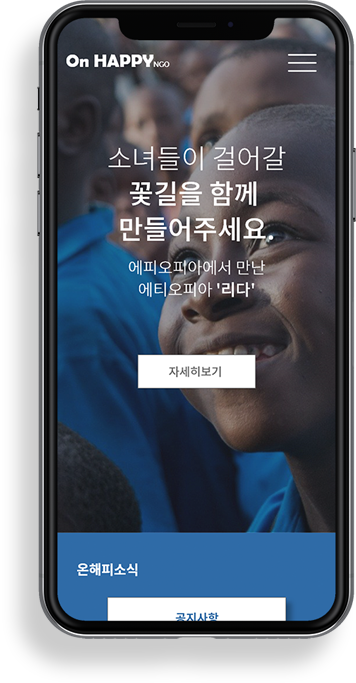 On HAPPY NGO
소녀들이 걸어갈
꽃길을 함께
만들어주세요
에피오피아에서 만난
에티오피아 '리다'
자세히보기
온해피소식
공지사항